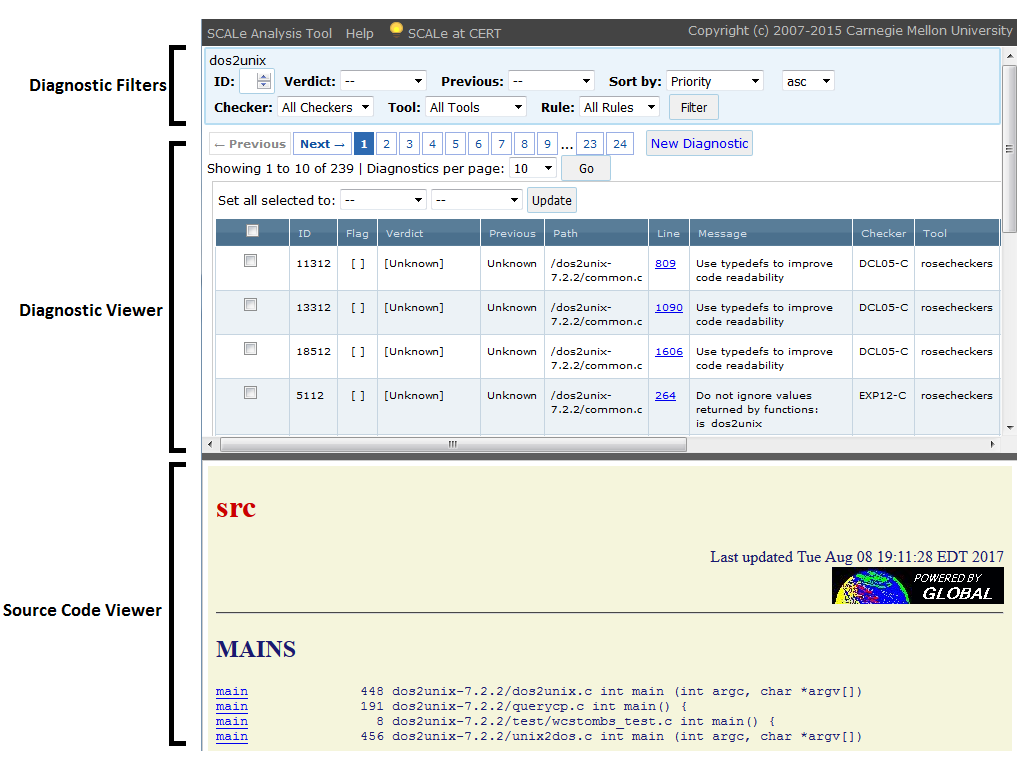 SCALe Analysis Tool Help SCALe at CERT Copyright (c) 2007-2015 Carnegie Mellon University
Diagnostic Filters
dos2unix
ID: Verdict: -- Previous: -- Sort by: Priority asc
Checker: All Checkers Tool: All Tools Rule: All Rules Filter
Diagnostic Viewer
← Previous Next → 1 2 3 4 5 6 7 8 9 ... 23 24 New Diagnostic
Showing 1 to 10 of 239 | Diagnostics per page: 10 Go
Set all selected to: -- -- Update
ID Flag Verdict Previous Path Line Message Checker Tool
11312 [ ] [Unknown] Unknown /dos2unix- 809 Use typedefs to improve DCL05-C rosecheckers
7.2.2/common.c code readability
13312 [ ] [Unknown] Unknown /dos2unix- 1090 Use typedefs to improve DCL05-C rosecheckers
7.2.2/common.c code readability
18512 [ ] [Unknown] Unknown /dos2unix- 1606 Use typedefs to improve DCL05-C rosecheckers
7.2.2/common.c code readability
5112 [ ] [Unknown] Unknown /dos2unix- 264 Do not ignore values EXP12-C rosecheckers
7.2.2/common.c returned by functions:
is dos2unix
Source Code Viewer
src
Last updated Tue Aug 08 19:11:28 EDT 2017
POWERED BY
GLOBAL
MAINS
main 448 dos2unix-7.2.2/dos2unix.c int main (int argc, char *argv[])
main 191 dos2unix-7.2.2/querycp.c int main() {
main 8 dos2unix-7.2.2/test/wcstombs_test.c int main() {
main 456 dos2unix-7.2.2/unix2dos.c int main (int argc, char *argv[])